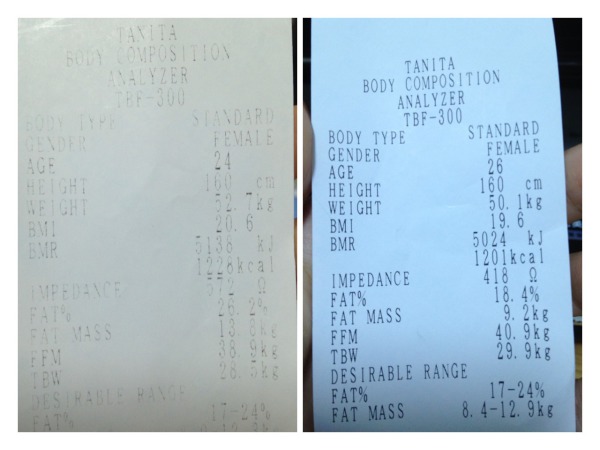 TANITA
BODY COMPOSITION
ANALYZER
TBF-300
BODY TYPE STANDARD
GENDER FEMALE
AGE 24
HEIGHT 160 cm
WEIGHT 52.7kg
BMI 20.6
BMR 5138 kJ
1228kcal
IMPEDANCE 572 Ω
FAT% 26.2%
FAT MASS 13.8kg
FFM 38.9kg
TBW 28.5kg
DESIRABLE RANGE
FAT% 17-24%
TANITA
BODY COMPOSITION
ANALYZER
TBF-300
BODY TYPE STANDARD
GENDER FEMALE
AGE 26
HEIGHT 160 cm
WEIGHT 50.1kg
BMI 19.6
BMR 5024 kJ
1201kcal
IMPEDANCE 418 Ω
FAT% 18.4%
FAT MASS 9.2kg
FFM 40.9kg
TBW 29.9kg
DESIRABLE RANGE
FAT% 17-24%
FAT MASS 8.4-12.9kg